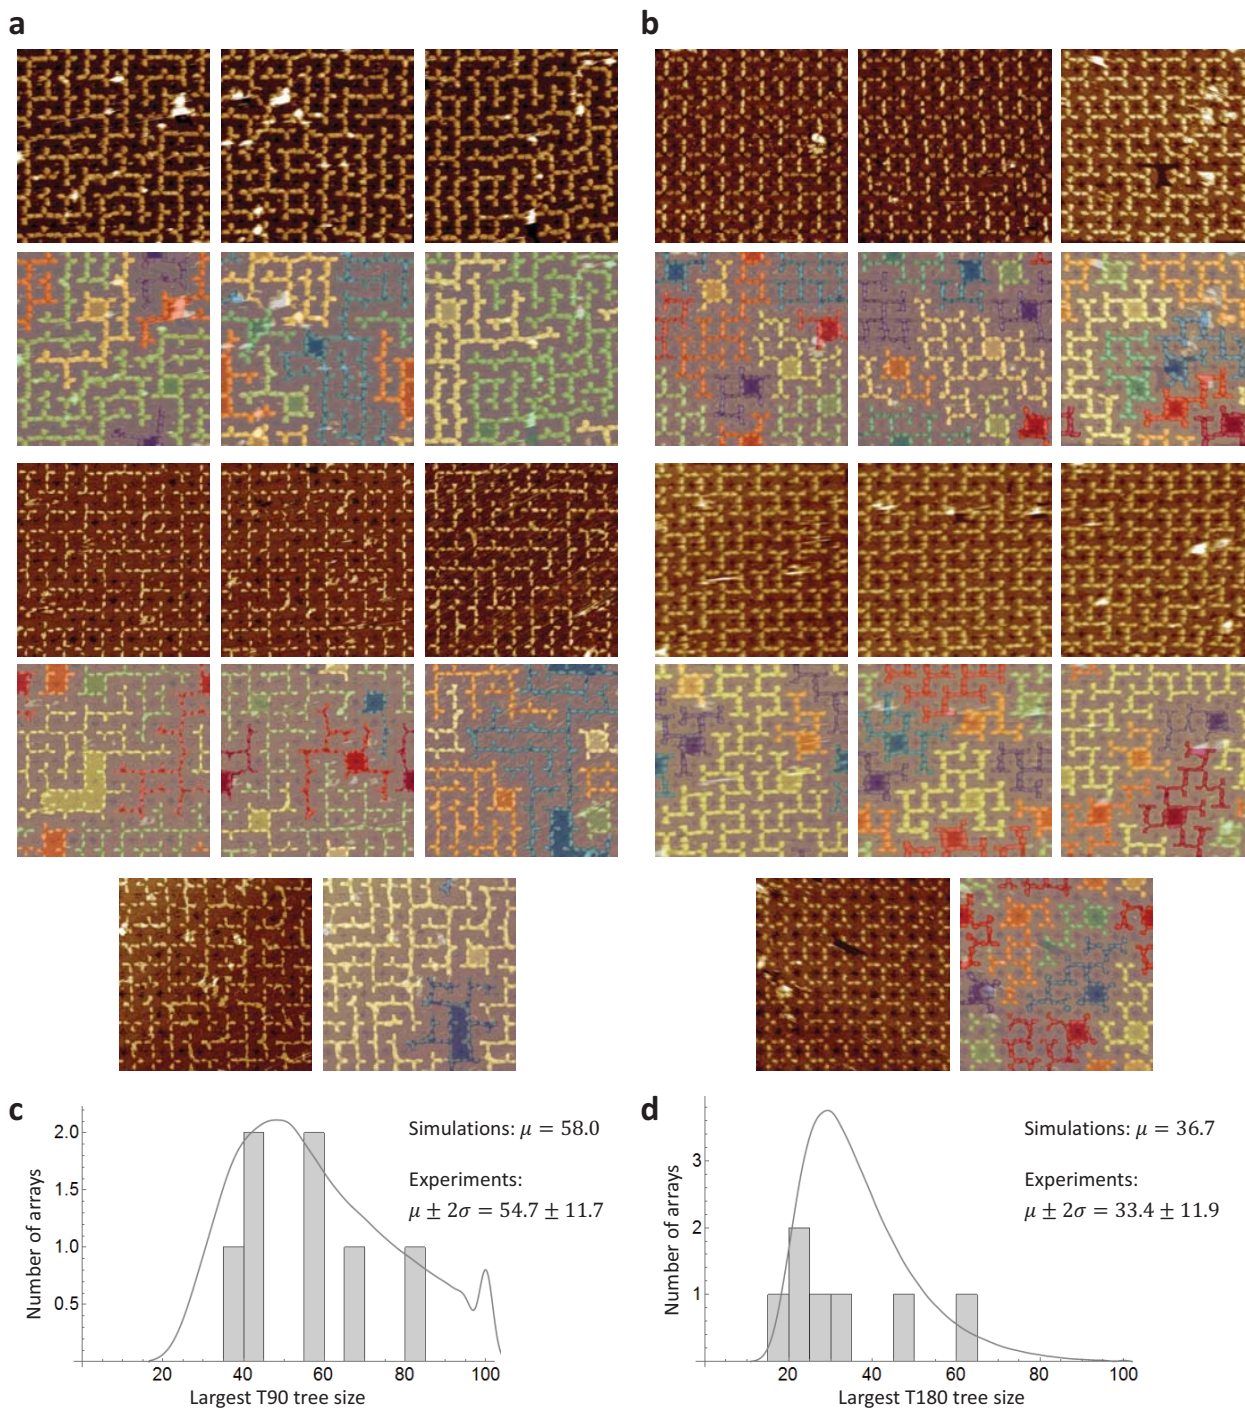 a
b
c
2.0
1.5
1.0
0.5
Number of arrays
20
40
60
80
100
Largest T90 tree size
Simulations: μ = 58.0
Experiments:
μ ± 2σ = 54.7 ± 11.7
d
3
2
1
Number of arrays
20
40
60
80
100
Largest T180 tree size
Simulations: μ = 36.7
Experiments:
μ ± 2σ = 33.4 ± 11.9